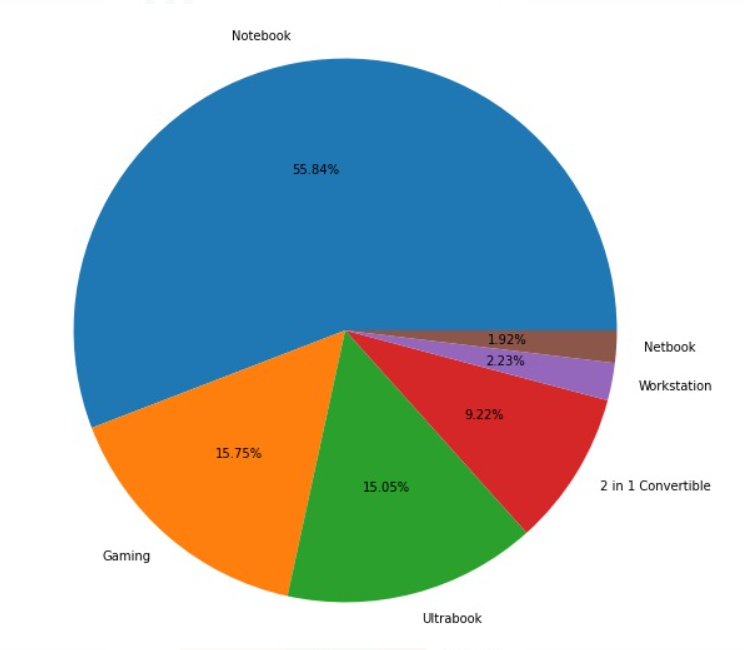 Notebook
55.84%
1.92%
Netbook
2.23%
Workstation
9.22%
15.75%
15.05%
2 in 1 Convertible
Gaming
Ultrabook